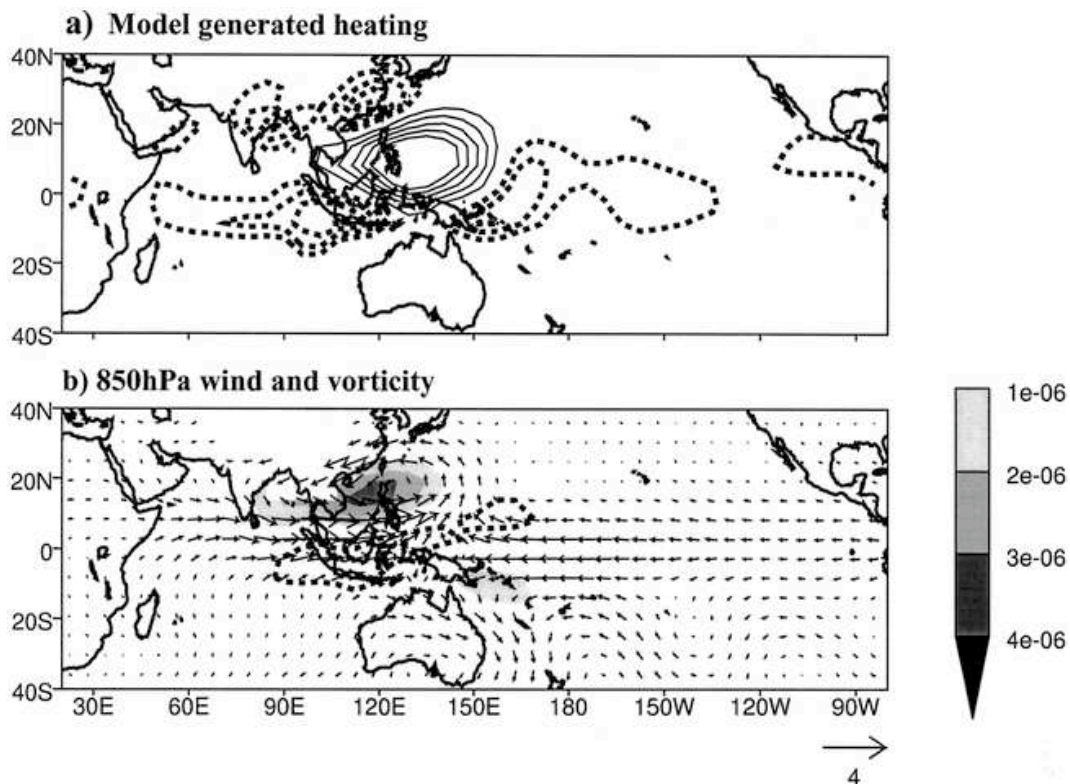 a) Model generated heating
40N
20N
0
20S
40S
b) 850hPa wind and vorticity
40N
20N
0
20S
40S
30E 60E 90E 120E 150E 180 150W 120W 90W
1e-06
2e-06
3e-06
4e-06
4